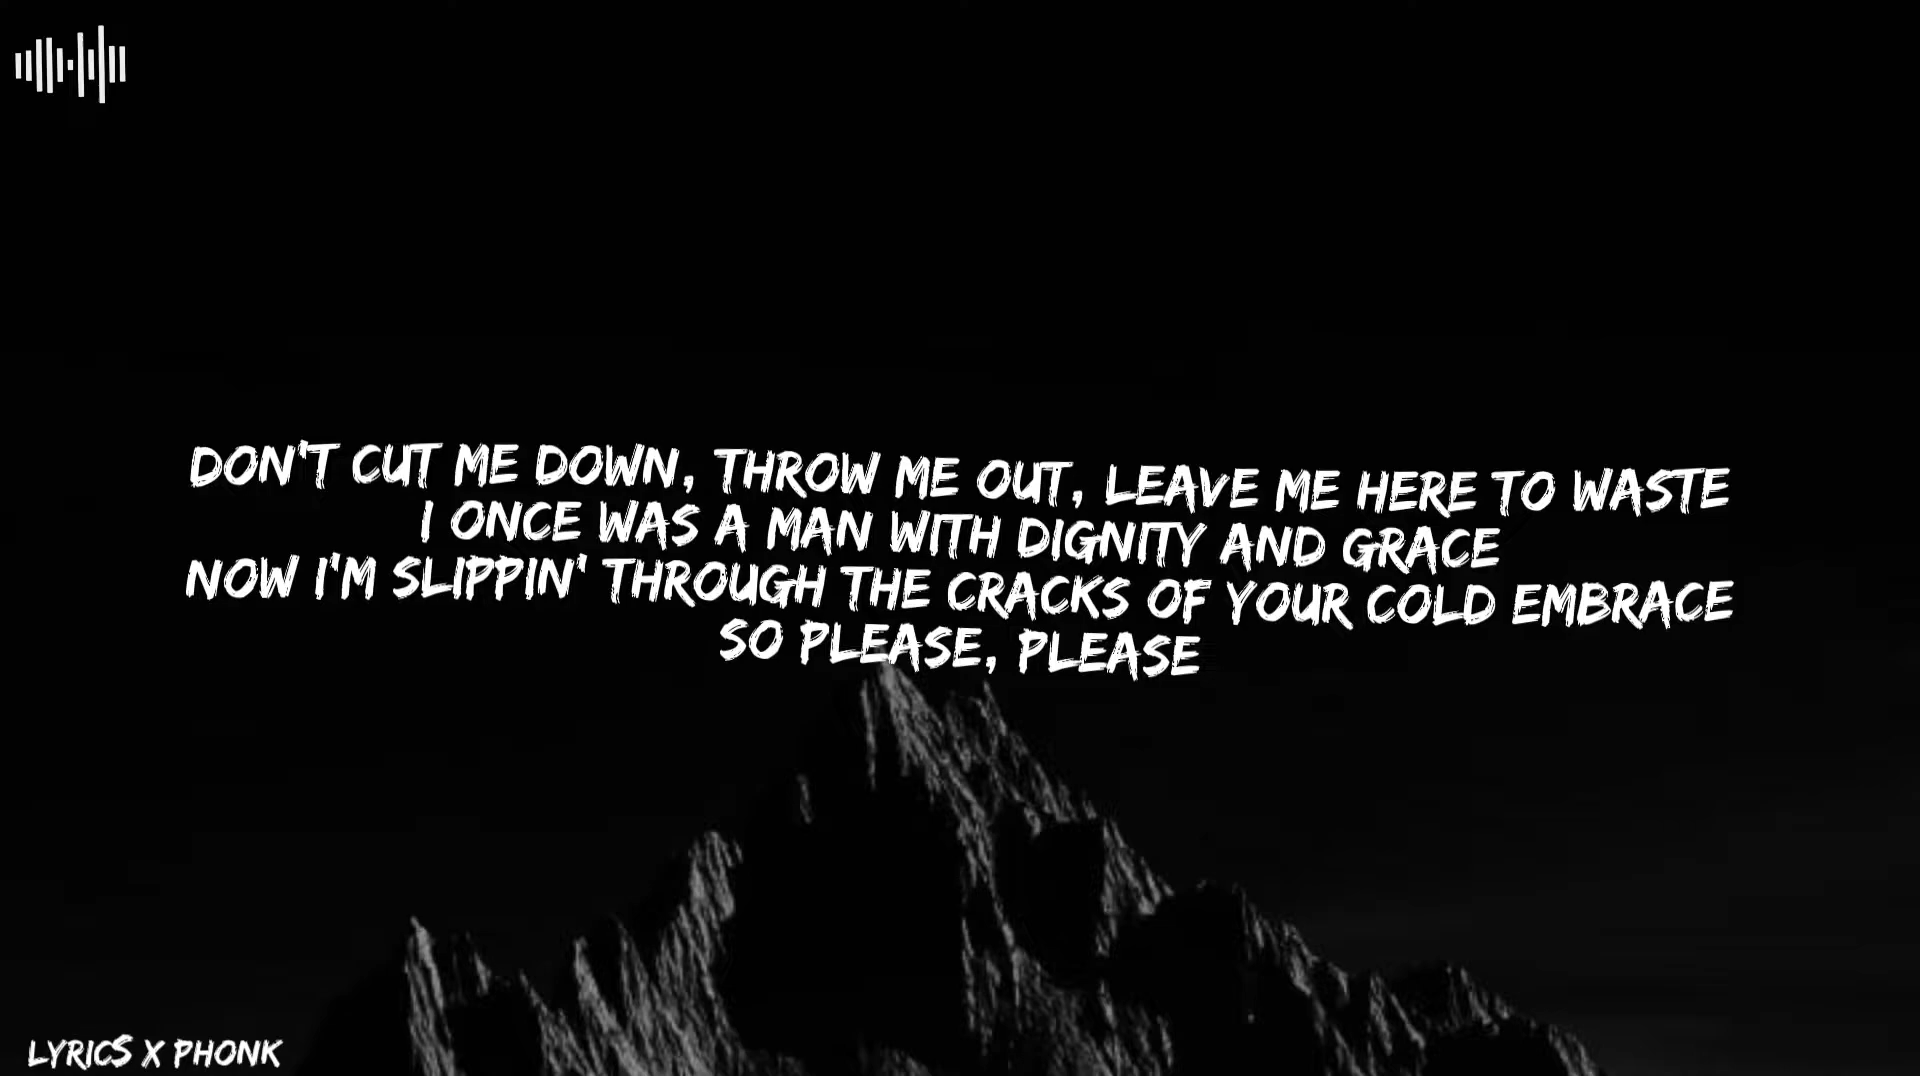 DON'T CUT ME DOWN, THROW ME OUT, LEAVE ME HERE TO WASTE
I ONCE WAS A MAN WITH DIGNITY AND GRACE
NOW I'M SLIPPIN' THROUGH THE CRACKS OF YOUR COLD EMBRACE
SO PLEASE, PLEASE
LYRICS X PHONK